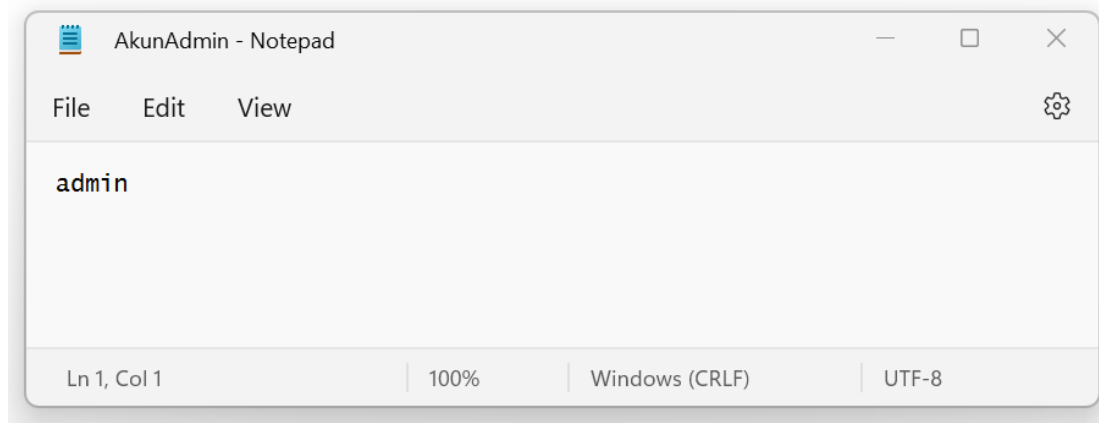 AkunAdmin - Notepad
File Edit View
admin
Ln 1, Col 1 100% Windows (CRLF) UTF-8